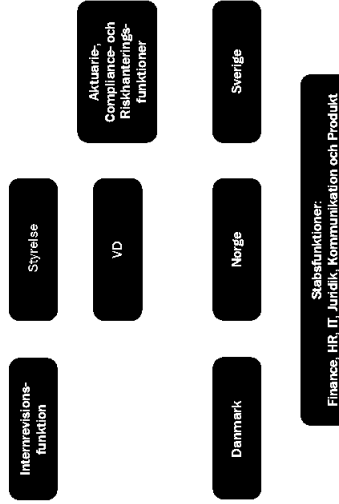 Internrevisions-
funktion
Styrelse
VD
Aktuarie-,
Compliance- och
Riskhanterings-
funktioner
Danmark
Norge
Sverige
Stabsfunktioner:
Finance, HR, IT, Juridik, Kommunikation och Produkt